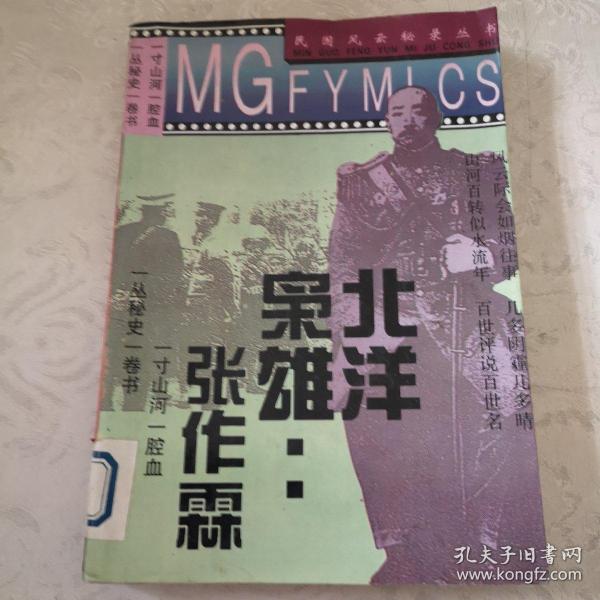 民国风云秘录丛书
MIN GUO FENG YUN MI JU CONG SHU
MGFYMLCS
一寸山河一腔血
一丛秘史一卷书
风云际会如烟往事 几多阴霾几多晴
山河百转似水流年 百世评说百世名
北洋
枭雄：
张作霖
一寸山河一腔血
一丛秘史一卷书
孔夫子旧书网
www.kongfz.com